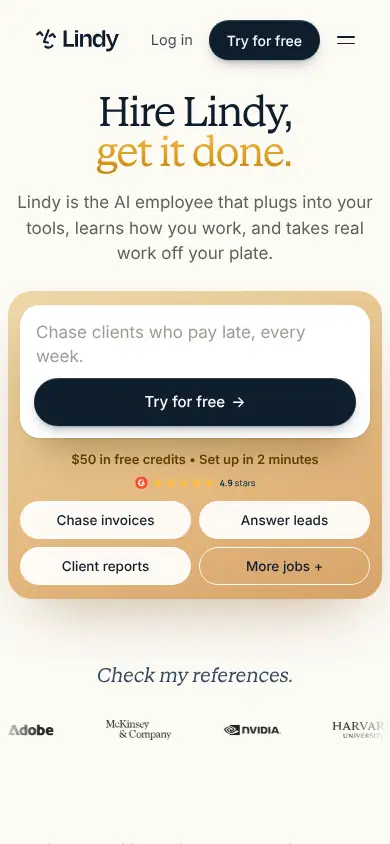 Lindy
Log in
Try for free
Hire Lindy,
get it done.
Lindy is the AI employee that plugs into your
tools, learns how you work, and takes real
work off your plate.
Chase clients who pay late, every
week.
Try for free →
$50 in free credits • Set up in 2 minutes
4.9 stars
Chase invoices
Answer leads
Client reports
More jobs +
Check my references.
Adobe
McKinsey
& Company
NVIDIA.
HARVAR
UNIVERSIT